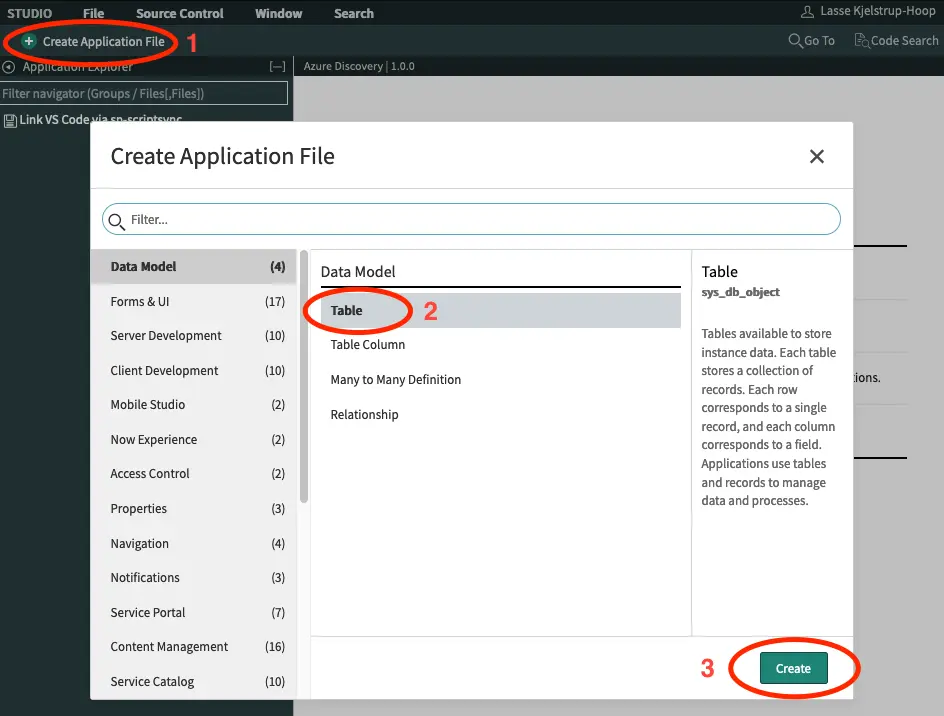 STUDIO File Source Control Window Search Lasse Kjelstrup-Hoop
Create Application File 1 Go To Code Search
Application Explorer [—] Azure Discovery | 1.0.0
Filter navigator (Groups / Files[,Files])
Link VS Code via sn-scriptsync
Create Application File
Filter...
Data Model (4)
Forms & UI (17)
Server Development (10)
Client Development (10)
Mobile Studio (2)
Now Experience (2)
Access Control (2)
Properties (3)
Navigation (4)
Notifications (3)
Service Portal (7)
Content Management (16)
Service Catalog (10)
Data Model
Table 2
Table Column
Many to Many Definition
Relationship
Table
sys_db_object
Tables available to store
instance data. Each table
stores a collection of
records. Each row
corresponds to a single
record, and each column
corresponds to a field.
Applications use tables
and records to manage
data and processes.
ions.
3 Create